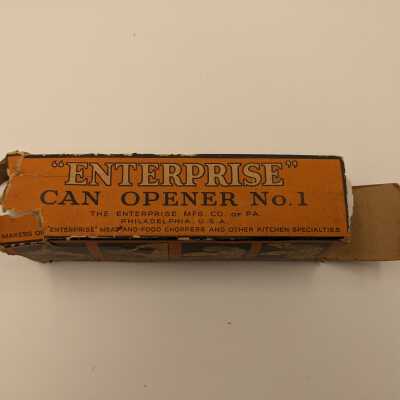 "ENTERPRISE"
CAN OPENER No. 1
THE ENTERPRISE MFG. CO. OF PA.
PHILADELPHIA, U.S.A.
MAKERS OF "ENTERPRISE" MEAT-AND-FOOD CHOPPERS AND OTHER KITCHEN SPECIALTIES